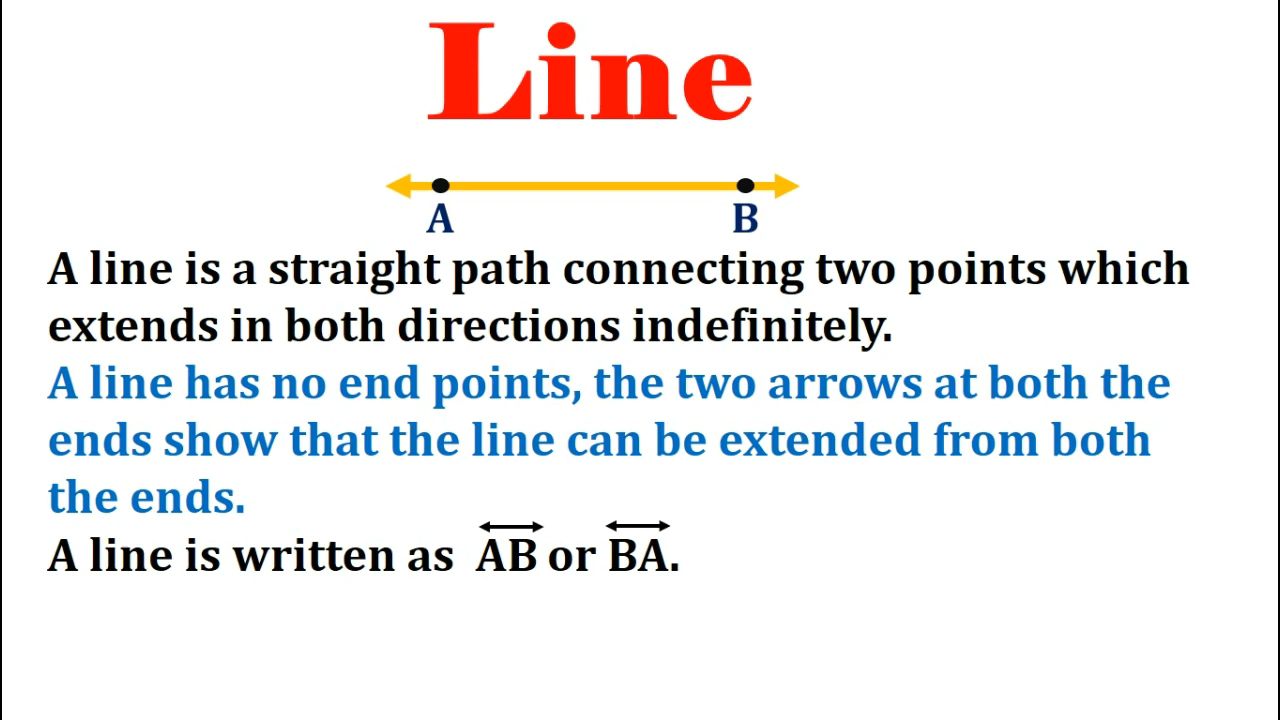 Line
A B
A line is a straight path connecting two points which
extends in both directions indefinitely.
A line has no end points, the two arrows at both the
ends show that the line can be extended from both
the ends.
A line is written as AB or BA.